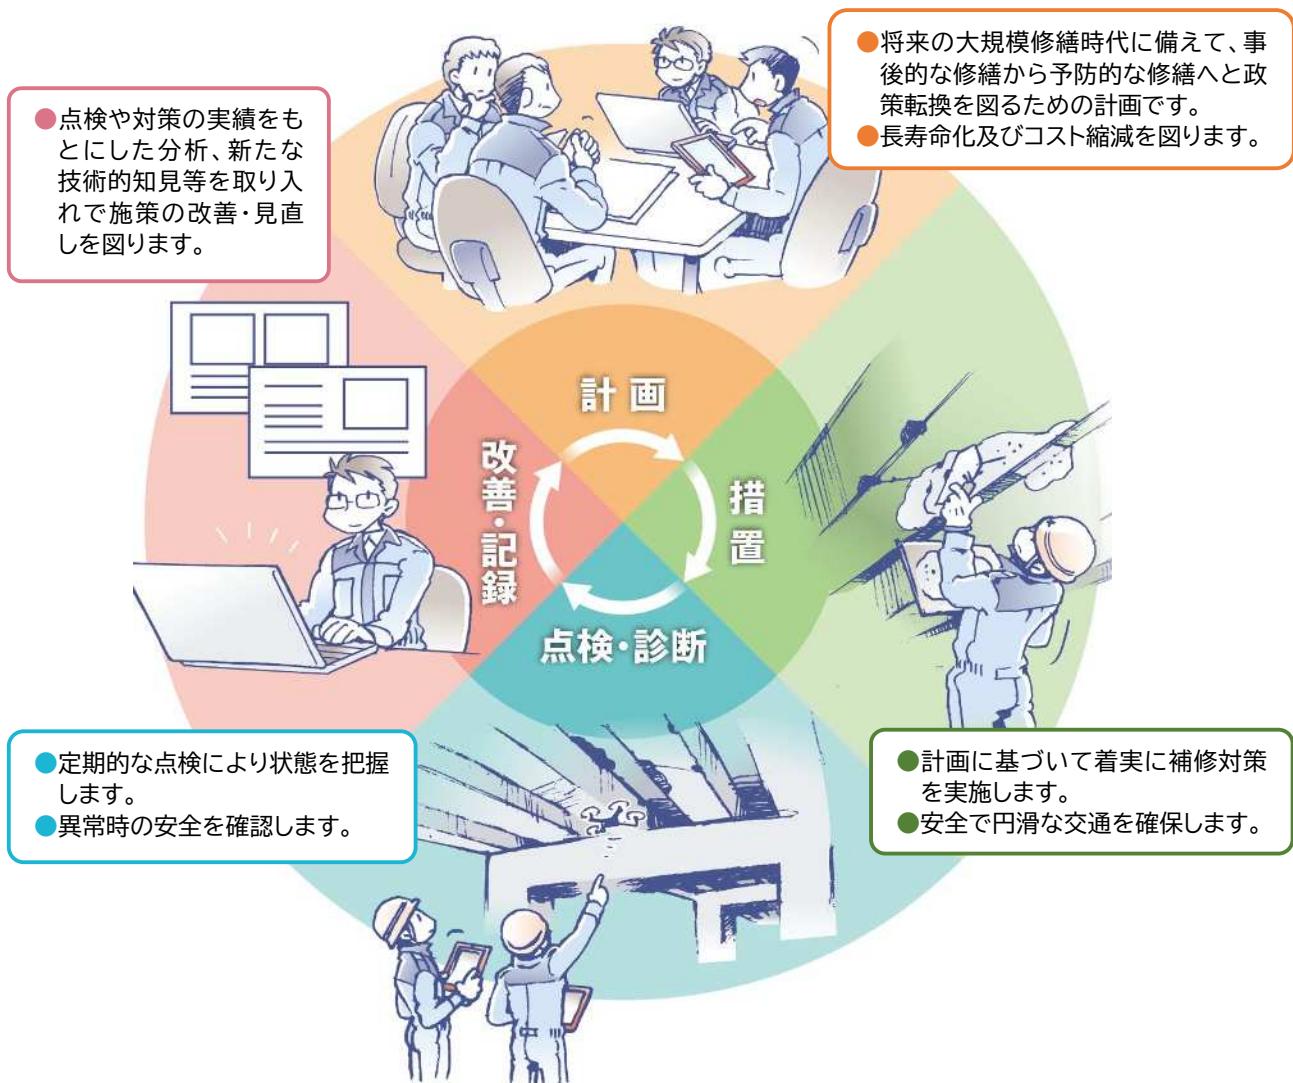 ●点検や対策の実績をも
とにした分析、新たな
技術的知見等を取り入
れで施策の改善・見直
しを図ります。
●将来の大規模修繕時代に備えて、事
後的な修繕から予防的な修繕へと政
策転換を図るための計画です。
●長寿命化及びコスト縮減を図ります。
計画
措置
点検・診断
改善・記録
●定期的な点検により状態を把握
します。
●異常時の安全を確認します。
●計画に基づいて着実に補修対策
を実施します。
●安全で円滑な交通を確保します。